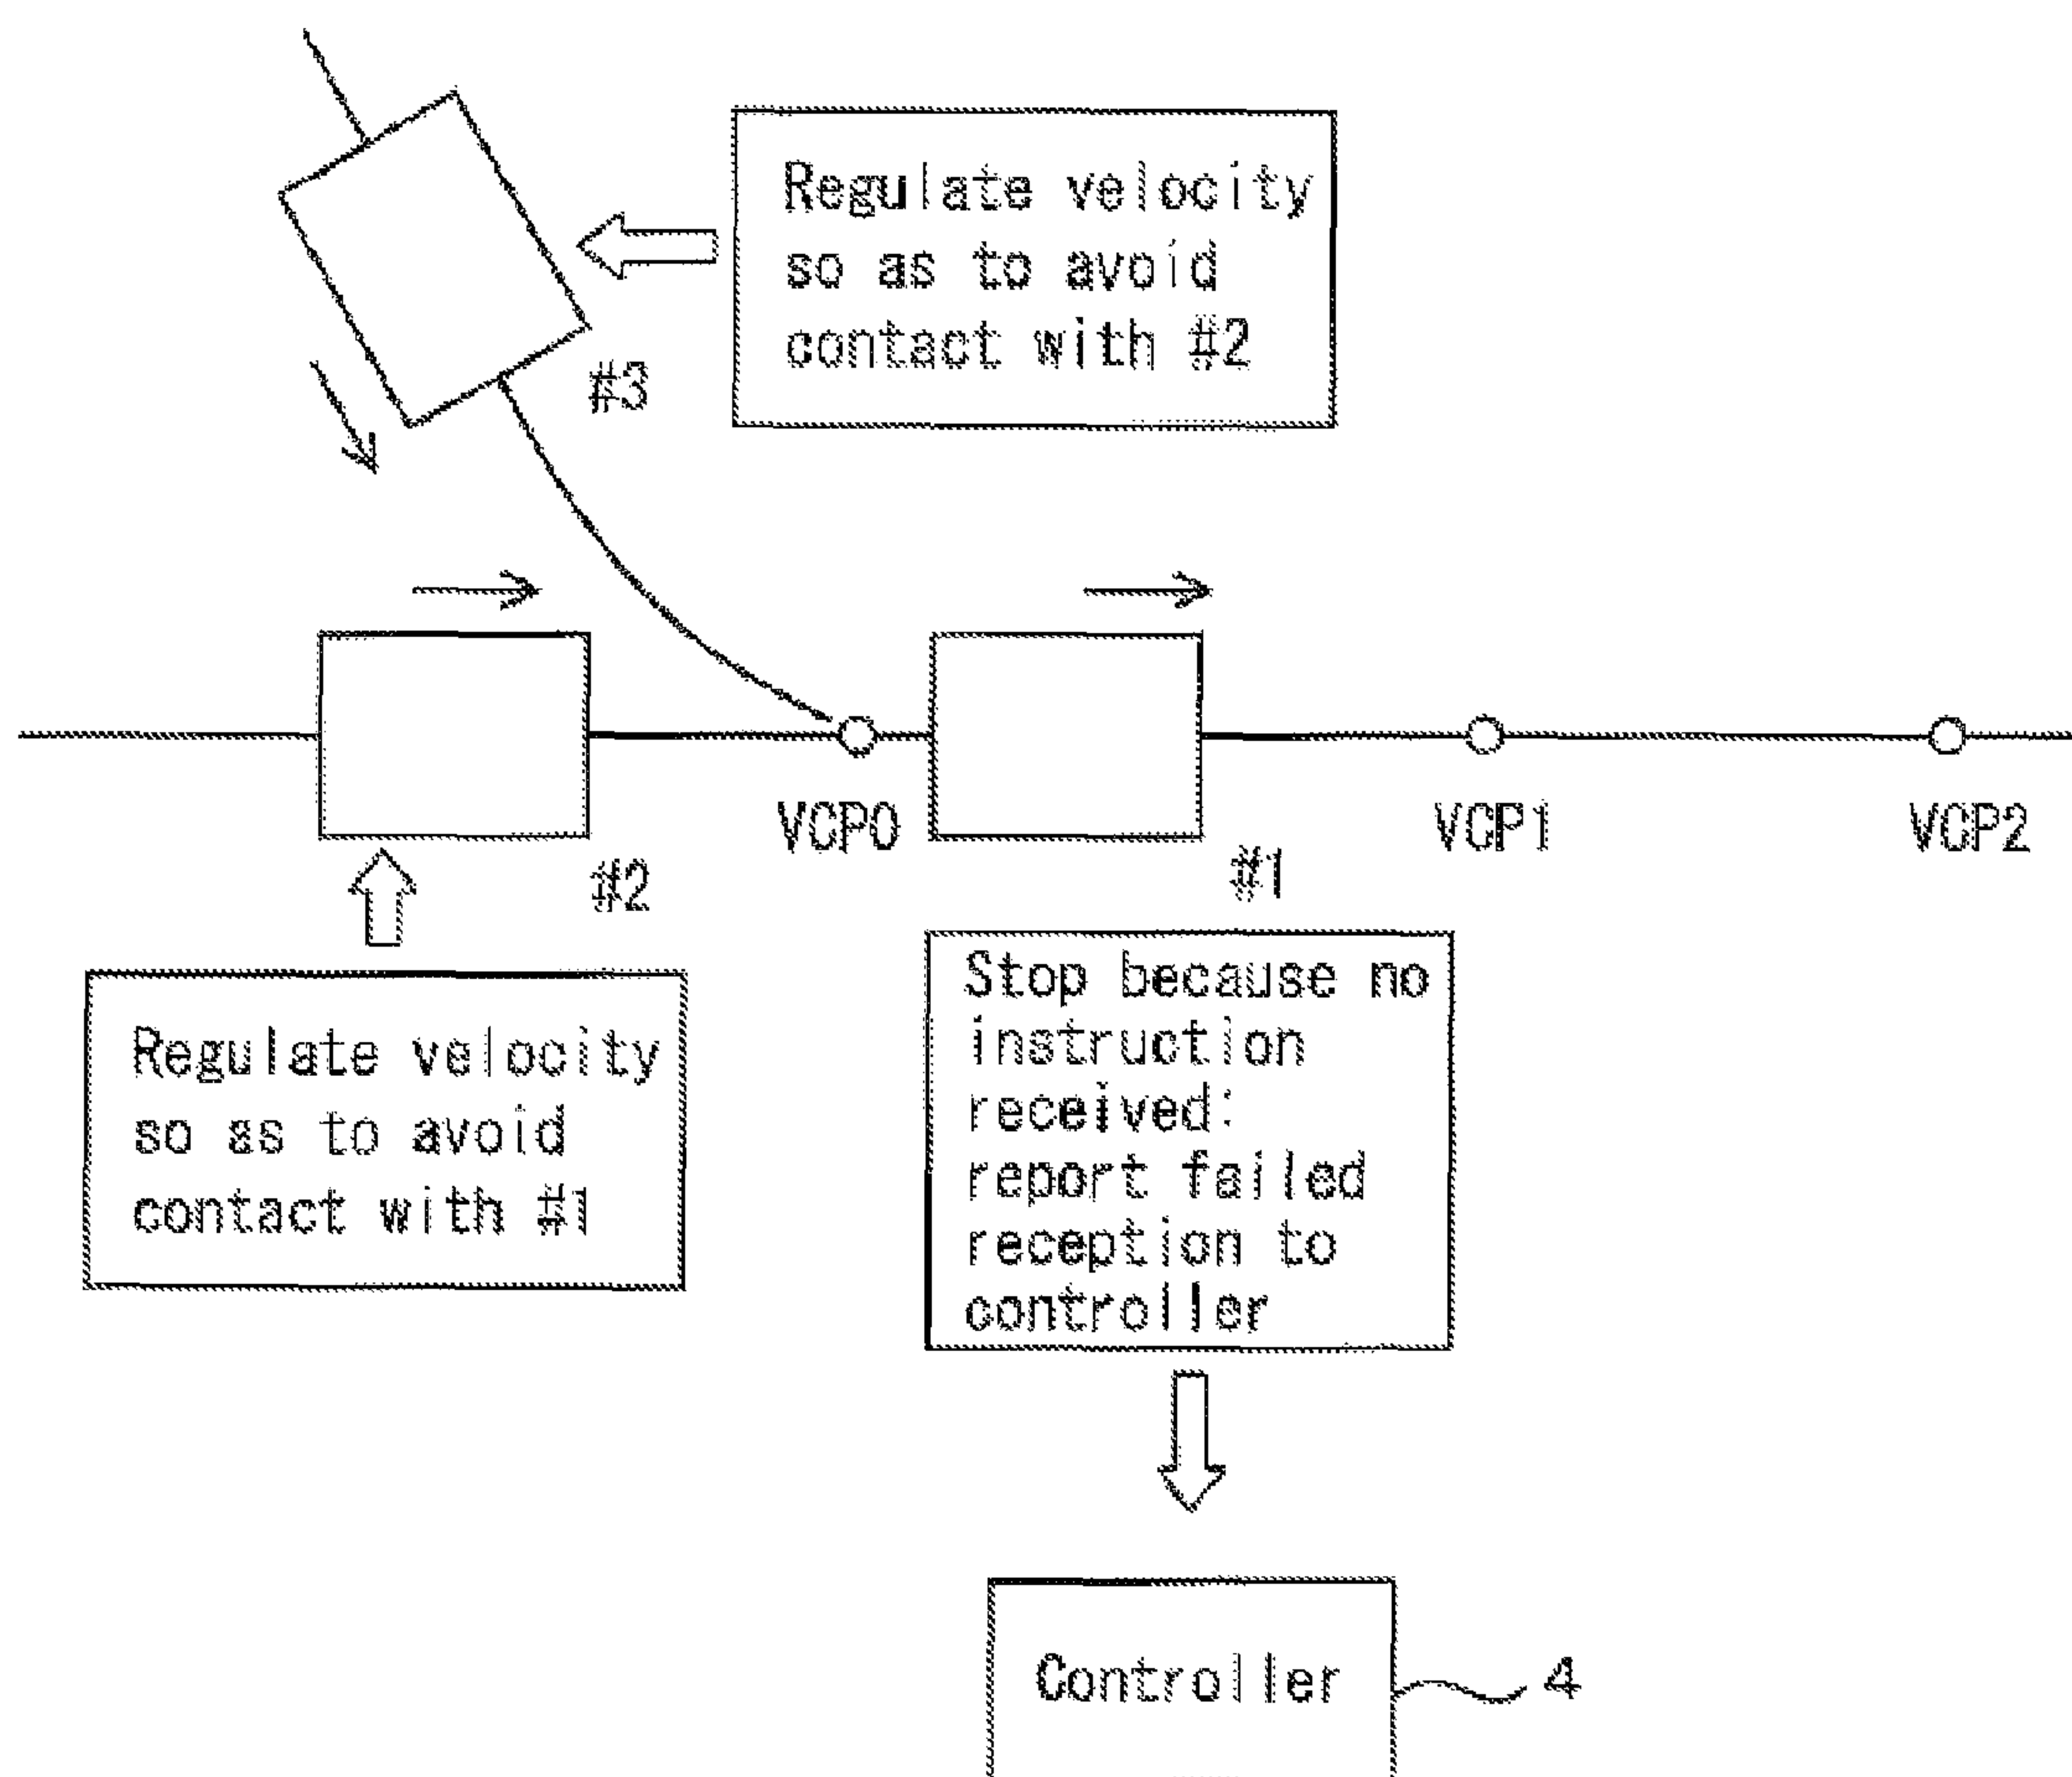 Regulate velocity
so as to avoid
contact with #2
#3
VCP0
VCP1
VCP2
#2
#1
Regulate velocity
so as to avoid
contact with #1
Stop because no
instruction
received:
report failed
reception to
controller
Controller
4